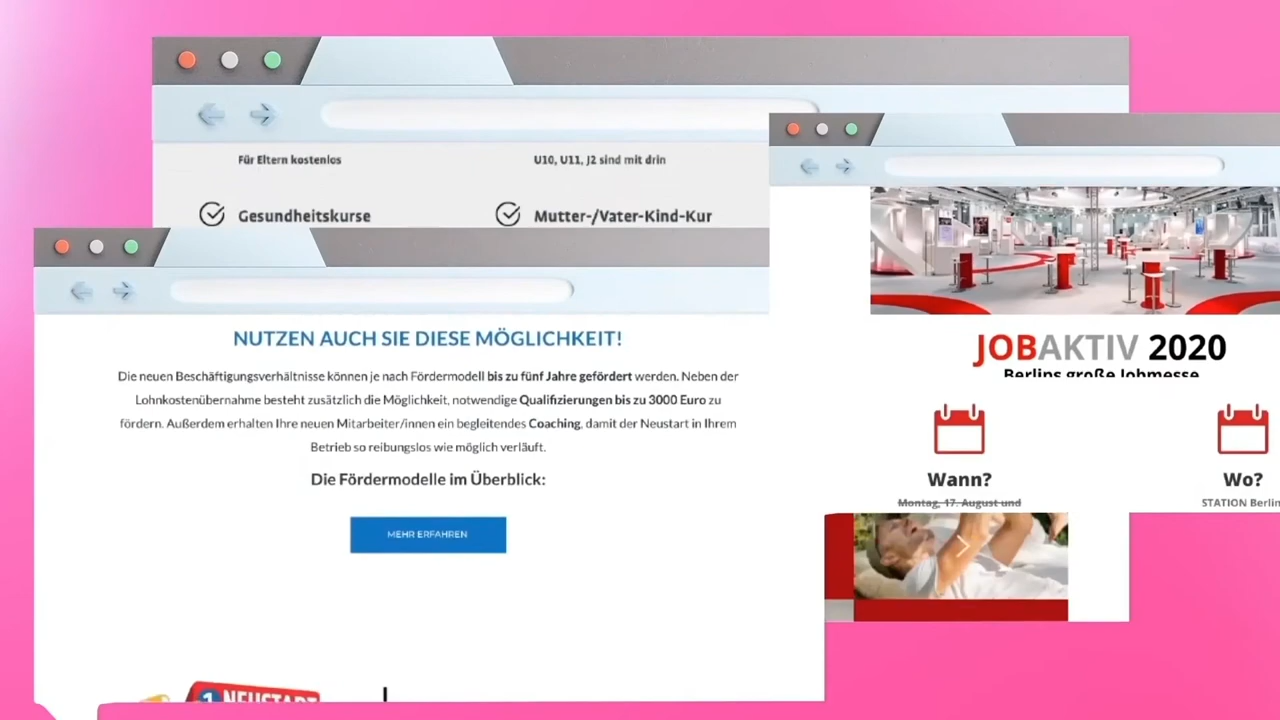 Für Eltern kostenlos
U10, U11, J2 sind mit drin
Gesundheitskurse
Mutter-/Vater-Kind-Kur
NUTZEN AUCH SIE DIESE MÖGLICHKEIT!
Die neuen Beschäftigungsverhältnisse können je nach Fördermodell bis zu fünf Jahre gefördert werden. Neben der
Lohnkostenübernahme besteht zusätzlich die Möglichkeit, notwendige Qualifizierungen bis zu 3000 Euro zu
fördern. Außerdem erhalten Ihre neuen Mitarbeiter/innen ein begleitendes Coaching, damit der Neustart in Ihrem
Betrieb so reibungslos wie möglich verläuft.
Die Fördermodelle im Überblick:
MEHR ERFAHREN
1 NEUSTART
JOBAKTIV 2020
Berlins große Jobmesse
Wann?
Montag, 17. August und
Wo?
STATION Berlin